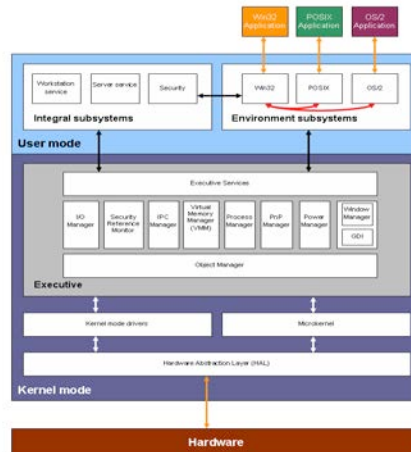 Win32
Application
POSIX
Application
OS/2
Application
Workstation
service
Server service
Security
Win32
POSIX
OS/2
Integral subsystems
Environment subsystems
User mode
Executive Services
I/O
Manager
Security
Reference
Monitor
IPC
Manager
Virtual
Memory
Manager
(VMM)
Process
Manager
PnP
Manager
Power
Manager
Window
Manager
GDI
Object Manager
Executive
Kernel mode drivers
Microkernel
Hardware Abstraction Layer (HAL)
Kernel mode
Hardware